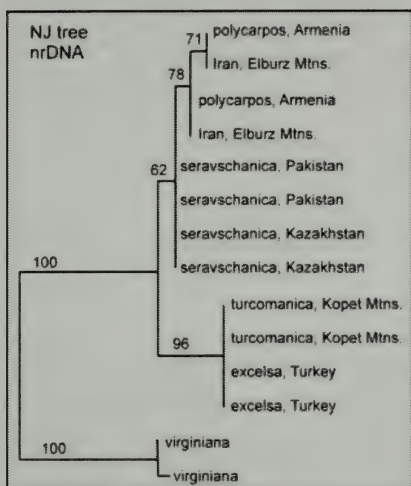 NJ tree
nrDNA
polycarpos, Armenia
71
Iran, Elburz Mtns.
78
polycarpos, Armenia
Iran, Elburz Mtns.
62
seravschanica, Pakistan
seravschanica, Pakistan
seravschanica, Kazakhstan
seravschanica, Kazakhstan
100
turcomanica, Kopet Mtns.
turcomanica, Kopet Mtns.
96
excelsa, Turkey
excelsa, Turkey
100
virginiana
virginiana